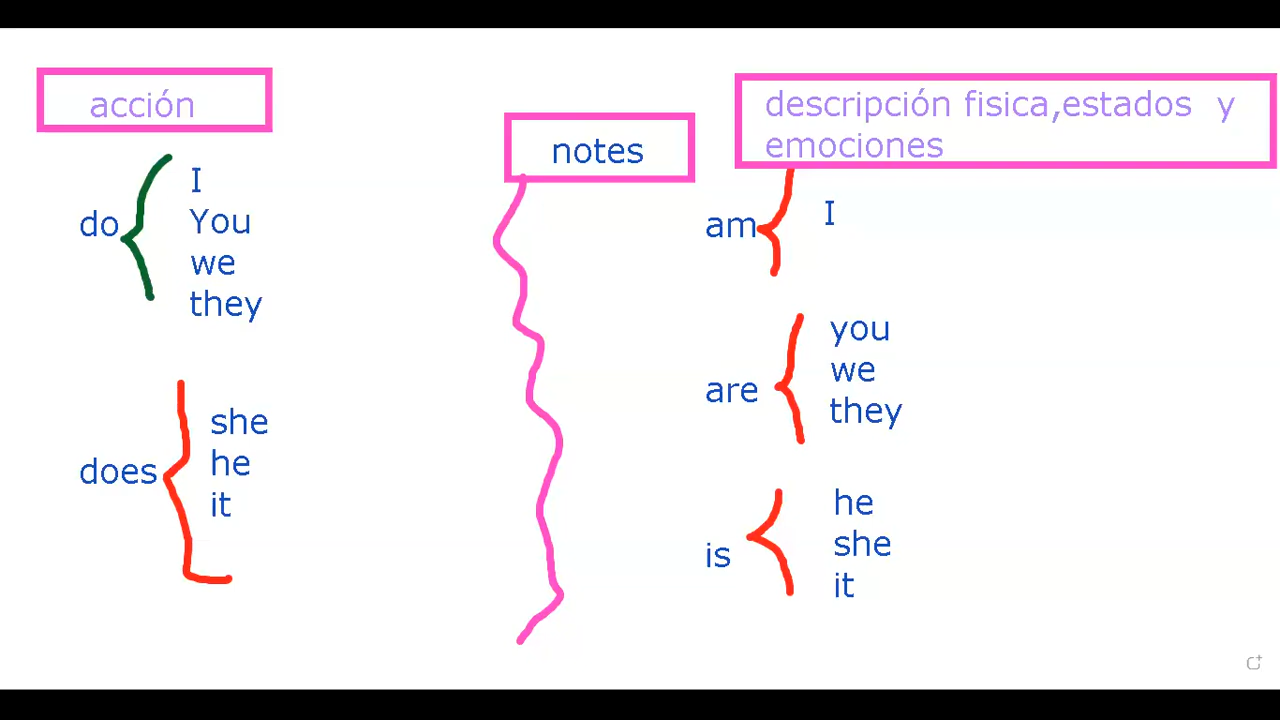 acción
do
I
You
we
they
does
she
he
it
notes
descripción fisica,estados y
emociones
am
I
are
you
we
they
is
he
she
it